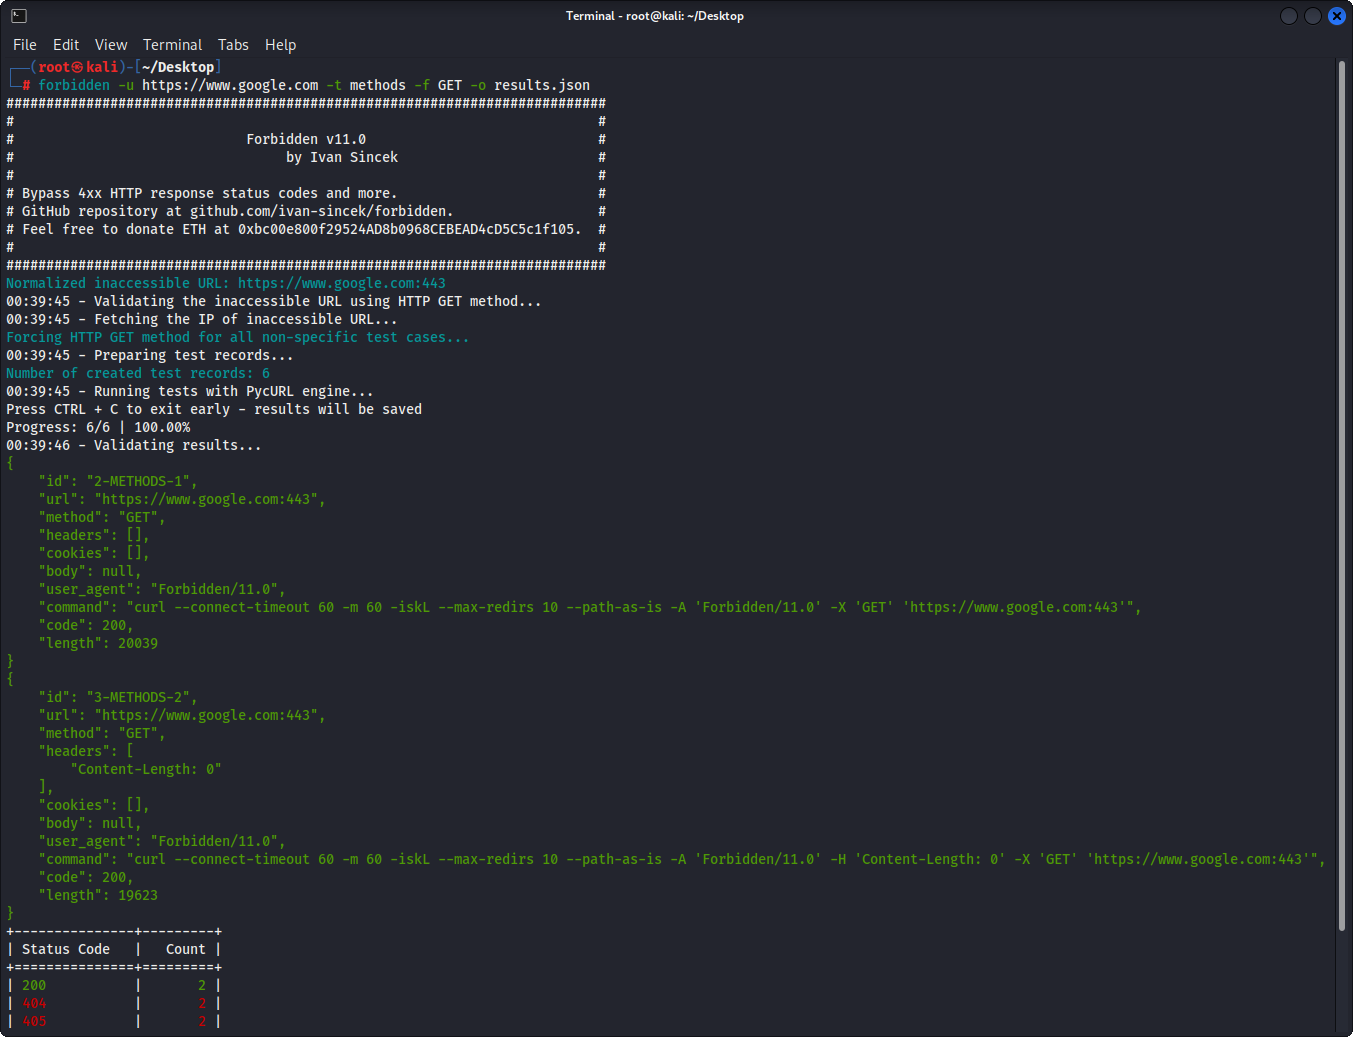 Terminal - root@kali: ~/Desktop
File Edit View Terminal Tabs Help
┌──(root㉿kali)-[~/Desktop]
└─# forbidden -u https://www.google.com -t methods -f GET -o results.json
###########################################################################
#                                                                         #
#                             Forbidden v11.0                             #
#                                  by Ivan Sincek                         #
#                                                                         #
# Bypass 4xx HTTP response status codes and more.                         #
# GitHub repository at github.com/ivan-sincek/forbidden.                  #
# Feel free to donate ETH at 0xbc00e800f29524AD8b0968CEBEAD4cD5C5c1f105.  #
#                                                                         #
###########################################################################
Normalized inaccessible URL: https://www.google.com:443
00:39:45 - Validating the inaccessible URL using HTTP GET method...
00:39:45 - Fetching the IP of inaccessible URL...
Forcing HTTP GET method for all non-specific test cases...
00:39:45 - Preparing test records...
Number of created test records: 6
00:39:45 - Running tests with PycURL engine...
Press CTRL + C to exit early - results will be saved
Progress: 6/6 | 100.00%
00:39:46 - Validating results...
{
    "id": "2-METHODS-1",
    "url": "https://www.google.com:443",
    "method": "GET",
    "headers": [],
    "cookies": [],
    "body": null,
    "user_agent": "Forbidden/11.0",
    "command": "curl --connect-timeout 60 -m 60 -iskL --max-redirs 10 --path-as-is -A 'Forbidden/11.0' -X 'GET' 'https://www.google.com:443'",
    "code": 200,
    "length": 20039
}
{
    "id": "3-METHODS-2",
    "url": "https://www.google.com:443",
    "method": "GET",
    "headers": [
        "Content-Length: 0"
    ],
    "cookies": [],
    "body": null,
    "user_agent": "Forbidden/11.0",
    "command": "curl --connect-timeout 60 -m 60 -iskL --max-redirs 10 --path-as-is -A 'Forbidden/11.0' -H 'Content-Length: 0' -X 'GET' 'https://www.google.com:443'",
    "code": 200,
    "length": 19623
}
+---------------+---------+
| Status Code   |   Count |
+===============+=========+
| 200           |       2 |
| 404           |       2 |
| 405           |       2 |